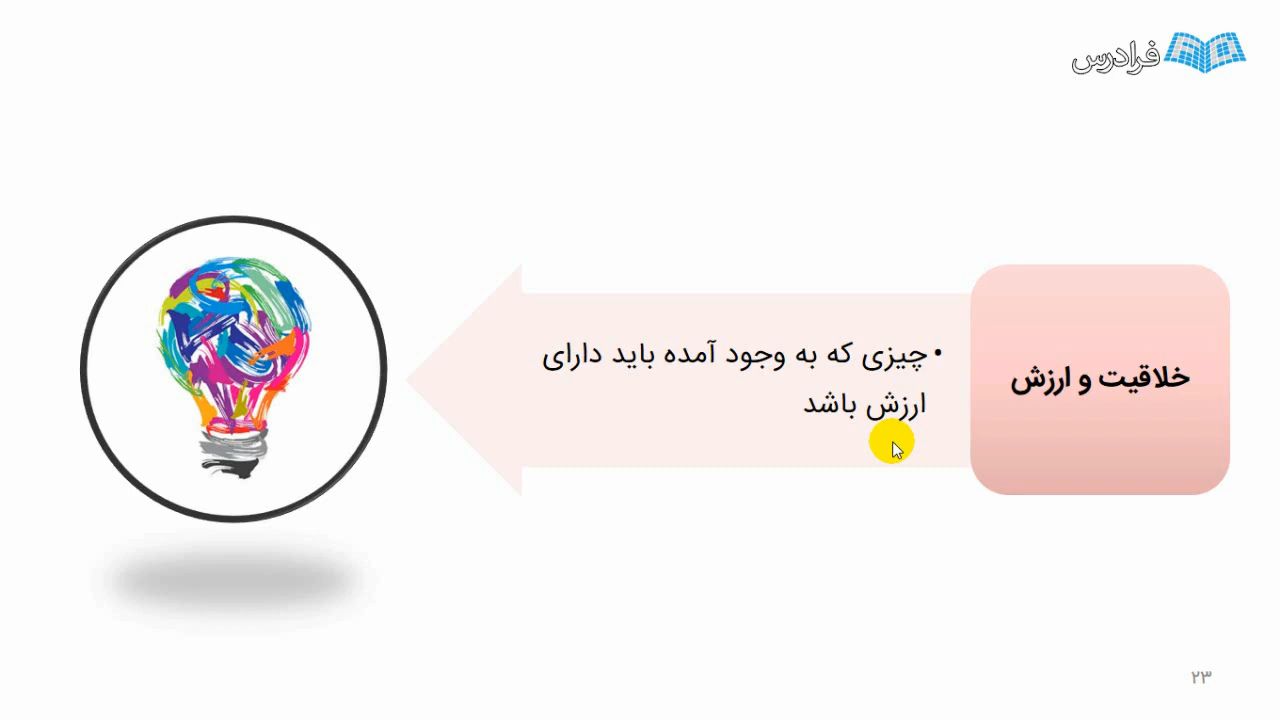 فرادرس
خلاقیت و ارزش
• چیزی که به وجود آمده باید دارای
ارزش باشد
۲۳